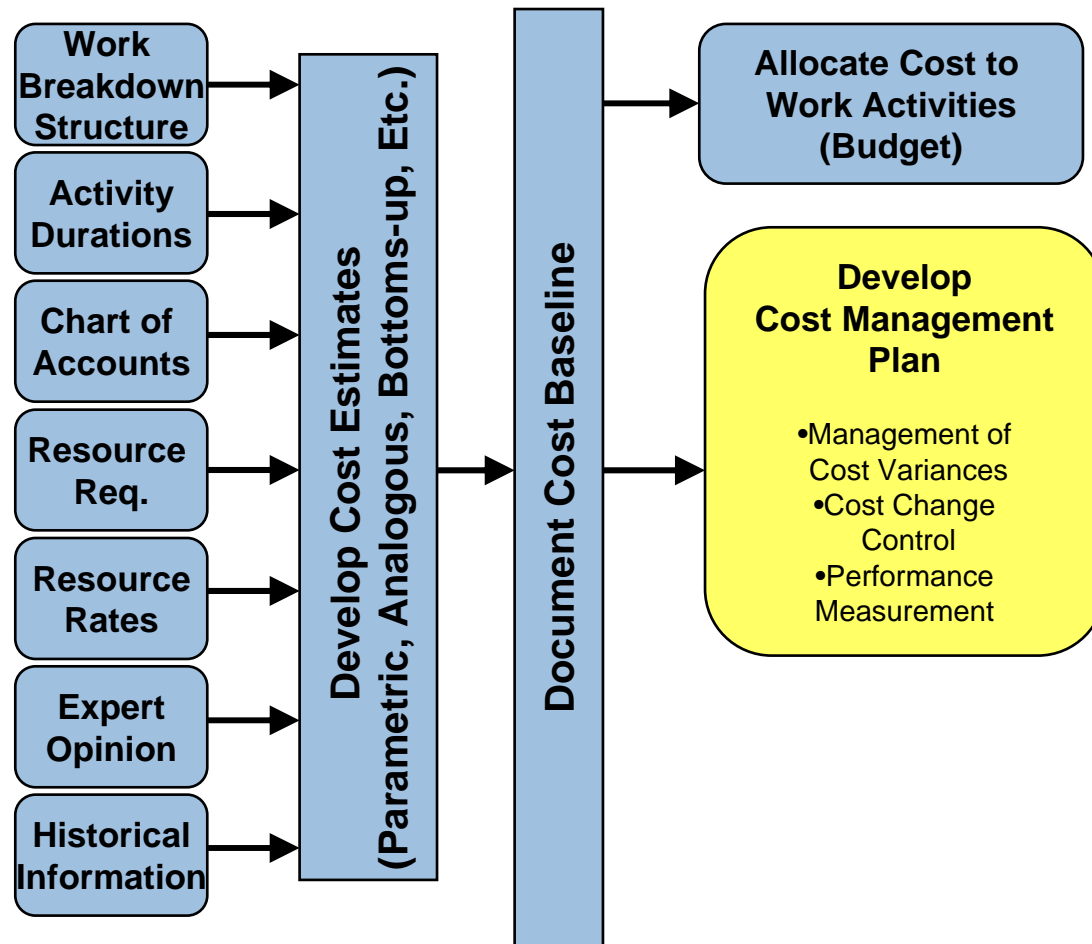 Work
Breakdown
Structure
Activity
Durations
Chart of
Accounts
Resource
Req.
Resource
Rates
Expert
Opinion
Historical
Information
Develop Cost Estimates
(Parametric, Analogous, Bottoms-up, Etc.)
Document Cost Baseline
Allocate Cost to
Work Activities
(Budget)
Develop
Cost Management
Plan
•Management of
Cost Variances
•Cost Change
Control
•Performance
Measurement